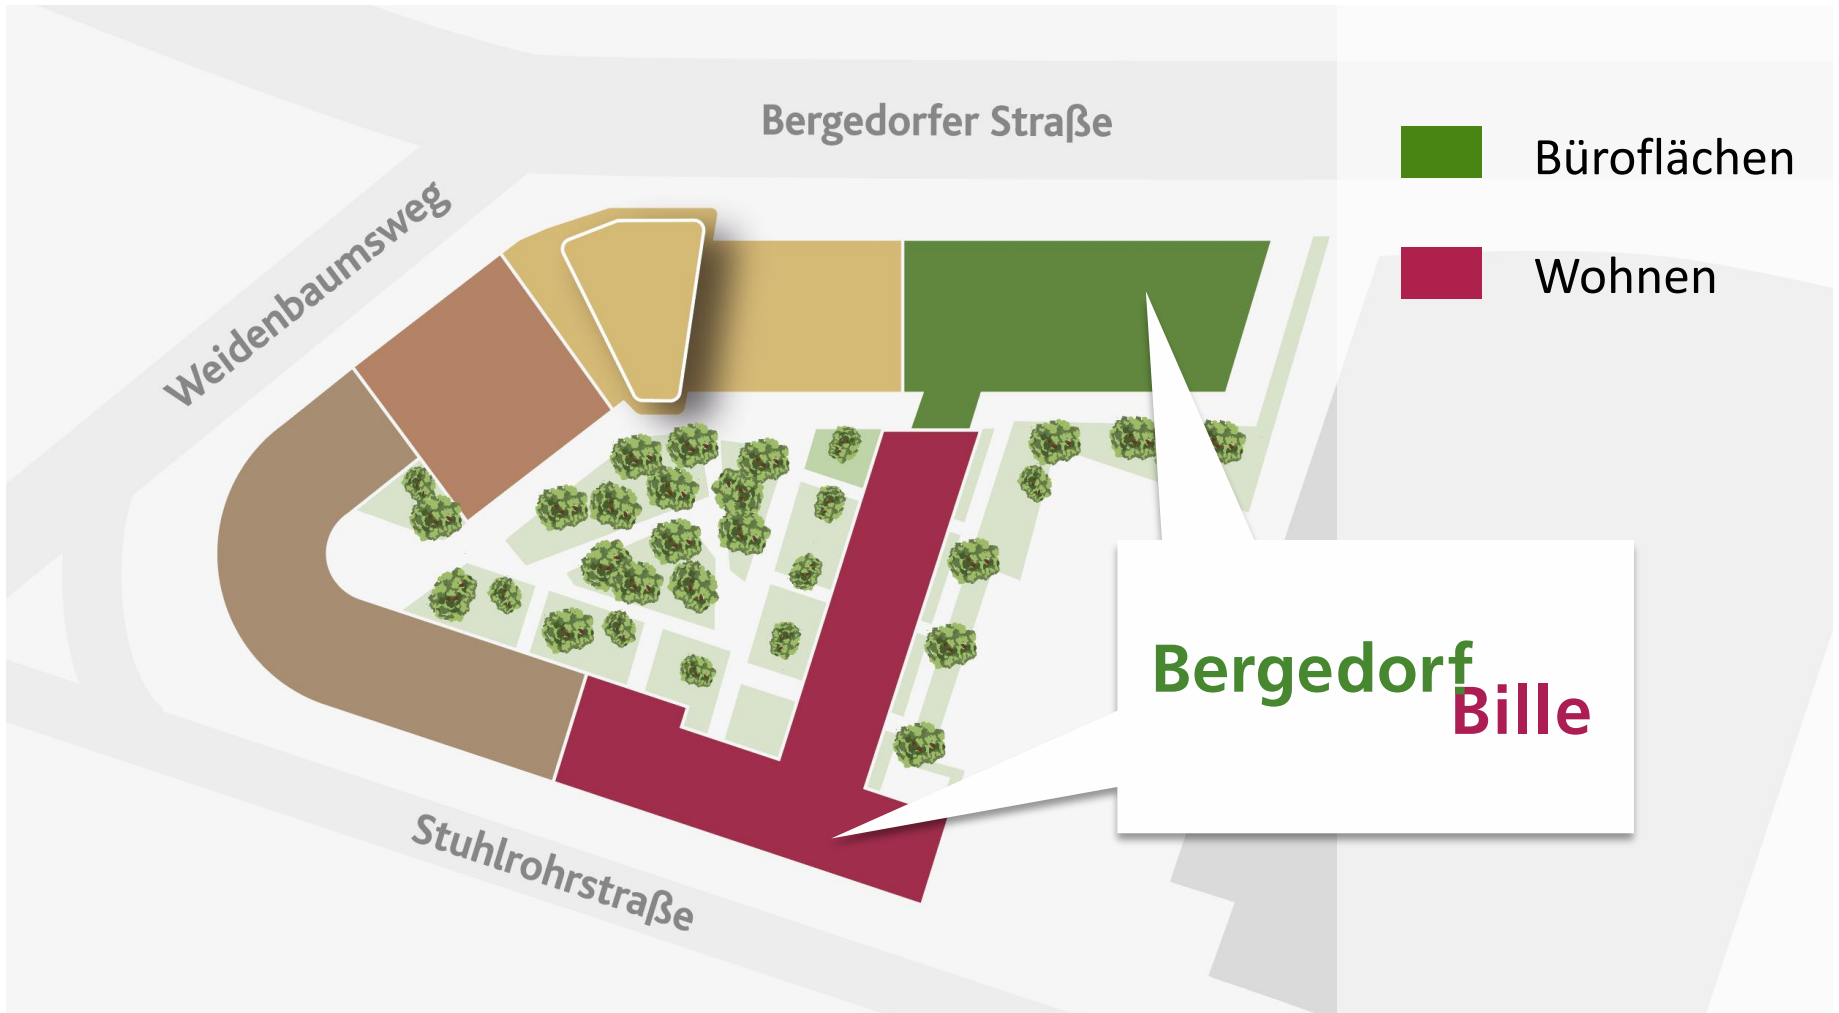 Bergedorfer Straße
Büroflächen
Weidenbaumsweg
Wohnen
Bergedorf
Bille
Stuhlrohrstraße